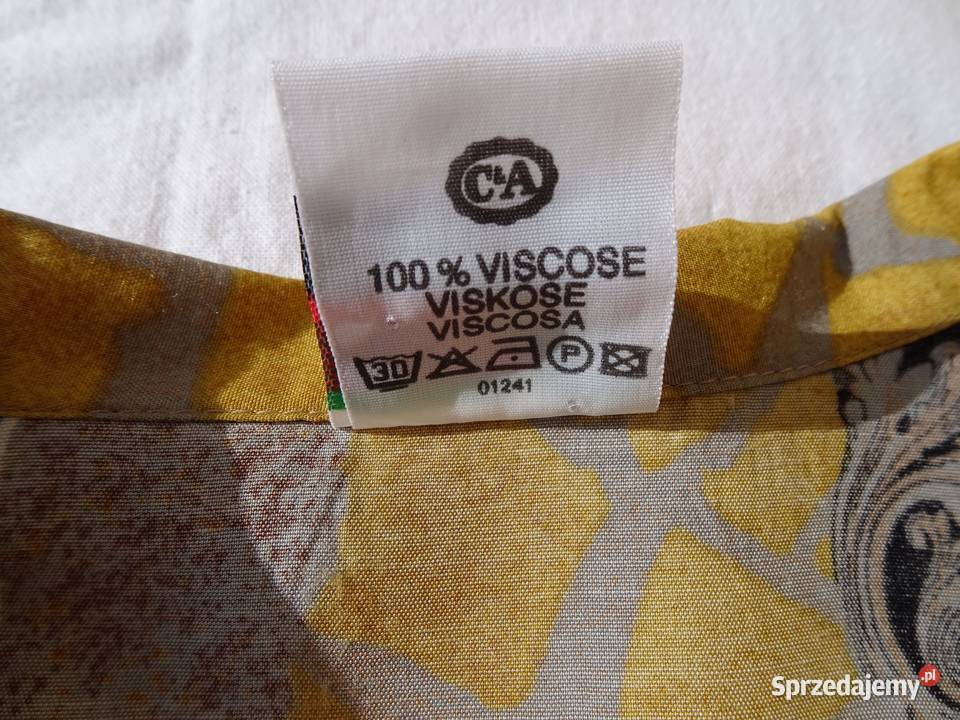 C&A
100 % VISCOSE
VISKOSE
VISCOSA
30 P
01241
Sprzedajemy.pl